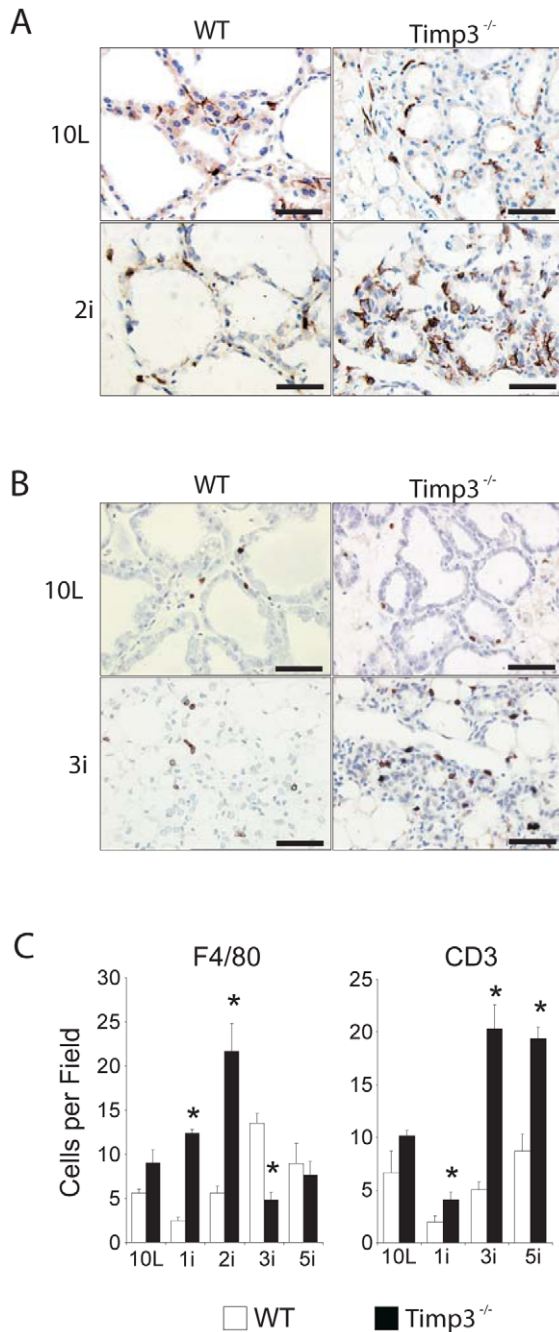 A
WT Timp3-/-
10L
2i
B
WT Timp3-/-
10L
3i
C
F4/80
CD3
Cells per Field
30
25
20
15
10
5
0
10L 1i 2i 3i 5i
*
*
*
25
20
15
10
5
0
10L 1i 3i 5i
*
*
*
WT Timp3-/-